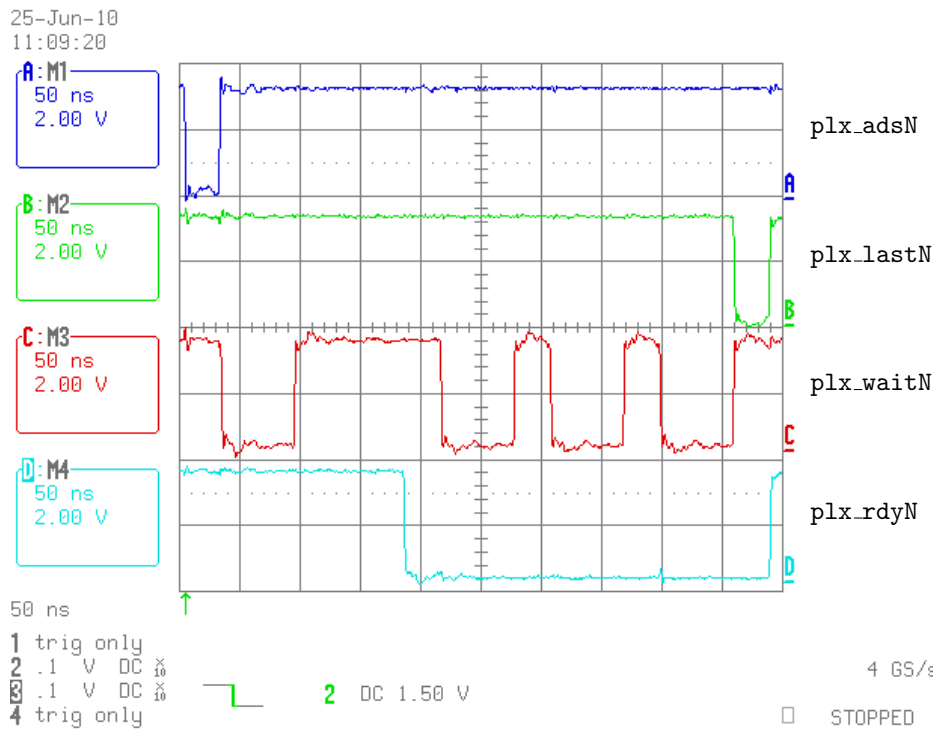 25-Jun-10
11:09:20
A:M1
50 ns
2.00 V
plx_adsN
A
B:M2
50 ns
2.00 V
plx_lastN
B
C:M3
50 ns
2.00 V
plx_waitN
C
D:M4
50 ns
2.00 V
plx_rdyN
D
50 ns
1 trig only
2 .1 V DC X10
3 .1 V DC X10
4 trig only
2 DC 1.50 V
4 GS/s
STOPPED